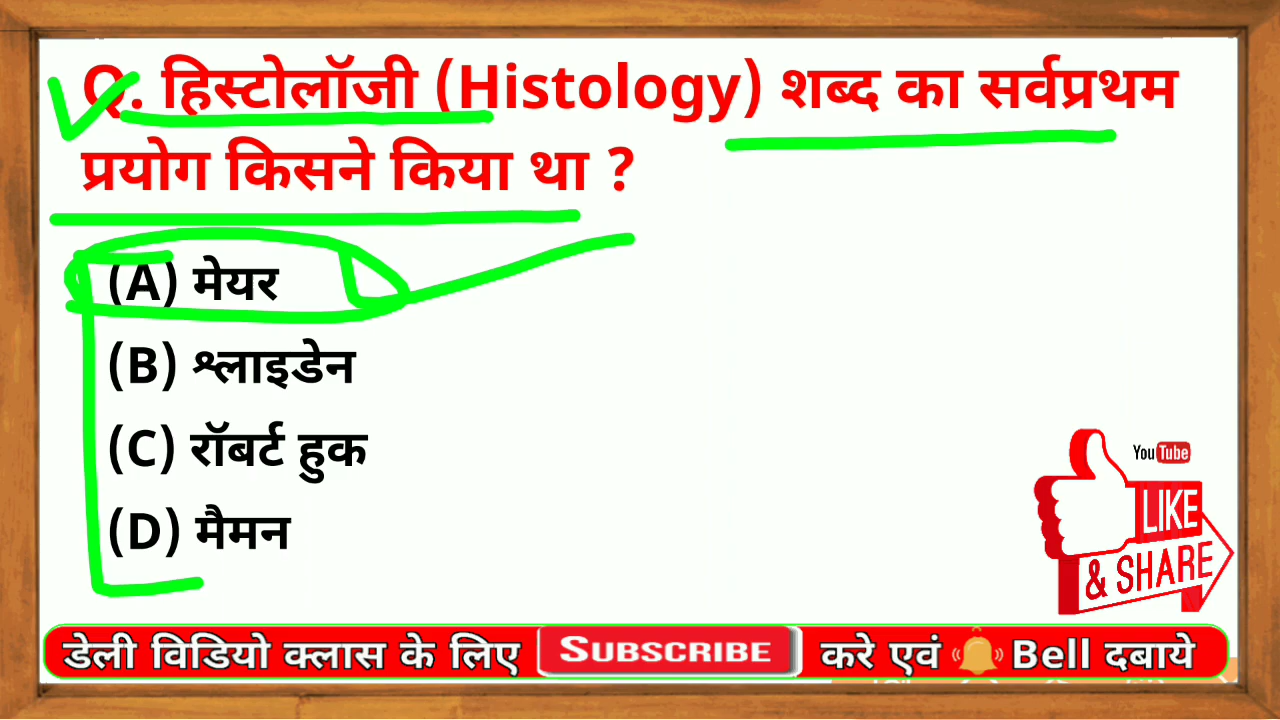 Q. हिस्टोलॉजी (Histology) शब्द का सर्वप्रथम
प्रयोग किसने किया था ?
(A) मेयर
(B) श्लाइडेन
(C) रॉबर्ट हुक
(D) मैमन
YouTube
LIKE
& SHARE
डेली विडियो क्लास के लिए SUBSCRIBE करे एवं Bell दबाये